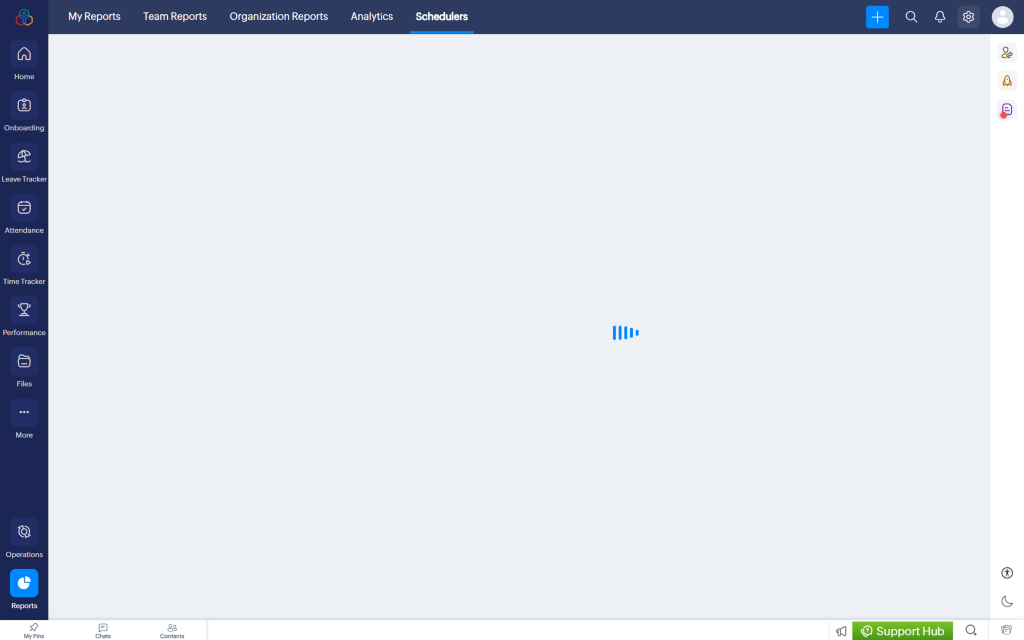 My Reports
Team Reports
Organization Reports
Analytics
Schedulers
Home
Onboarding
Leave Tracker
Attendance
Time Tracker
Performance
Files
More
Operations
Reports
My Pins
Chats
Contacts
Support Hub